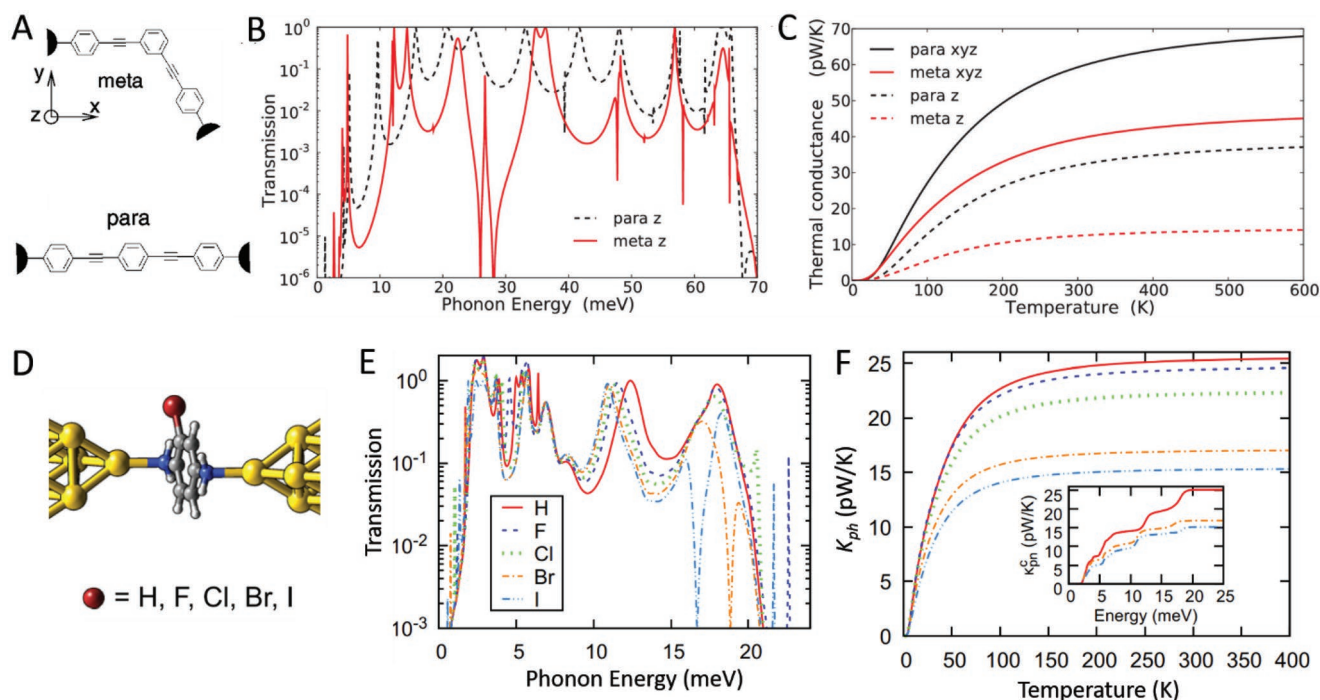 A
y
x
z
meta
para
B
Transmission
10^0
10^-1
10^-2
10^-3
10^-4
10^-5
10^-6
para z
meta z
0 10 20 30 40 50 60 70
Phonon Energy (meV)
C
Thermal conductance (pW/K)
70
60
50
40
30
20
10
0
para xyz
meta xyz
para z
meta z
0 100 200 300 400 500 600
Temperature (K)
D
= H, F, Cl, Br, I
E
Transmission
10^0
10^-1
10^-2
10^-3
H
F
Cl
Br
I
0 5 10 15 20
Phonon Energy (meV)
F
K_ph (pW/K)
25
20
15
10
5
0
κ^c_ph (pW/K)
25
20
15
10
5
0
0 5 10 15 20 25
Energy (meV)
0 50 100 150 200 250 300 350 400
Temperature (K)